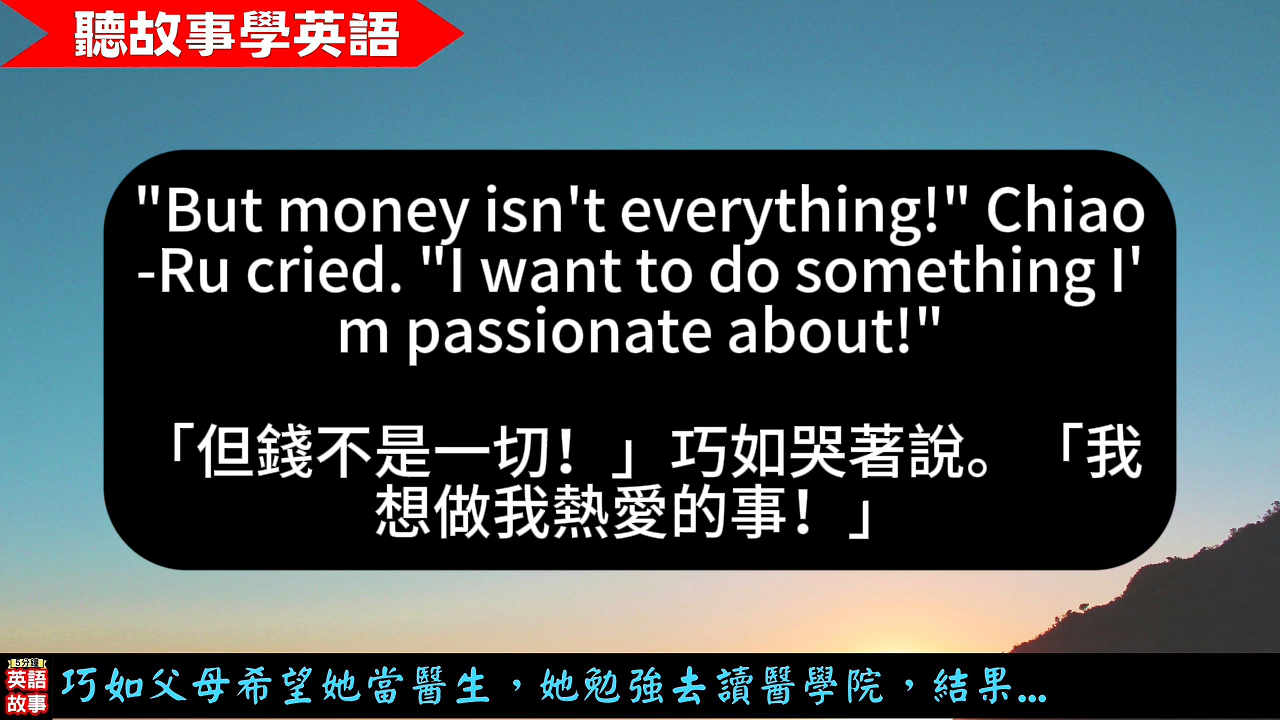 聽故事學英語
"But money isn't everything!" Chiao
-Ru cried. "I want to do something I'
m passionate about!"
「但錢不是一切！」巧如哭著說。 「我
想做我熱愛的事！」
5分鐘
英語
故事
巧如父母希望她當醫生，她勉強去讀醫學院，結果...